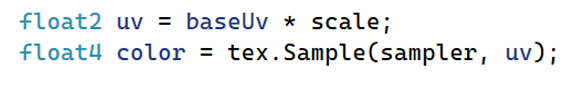 float2 uv = baseUv * scale;
float4 color = tex.Sample(sampler, uv);